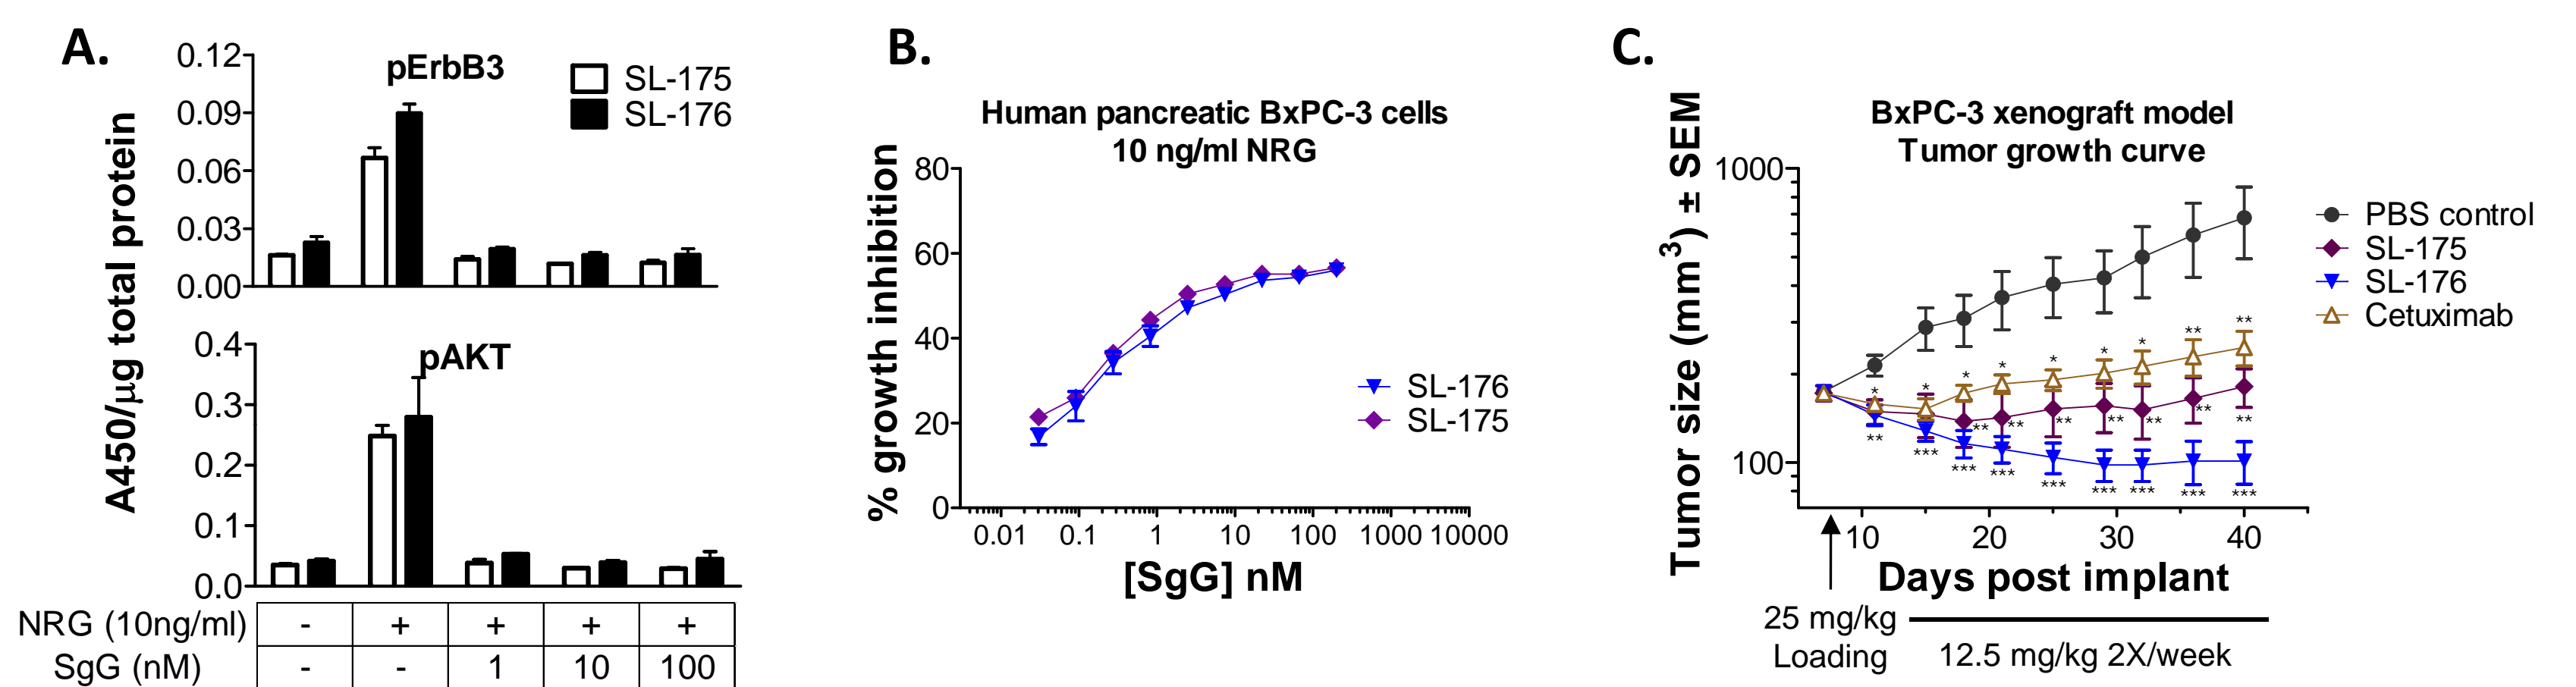 A.
pErbB3
SL-175
SL-176
0.12
0.09
0.06
0.03
0.00
A450/μg total protein
pAKT
0.4
0.3
0.2
0.1
0.0
NRG (10ng/ml) - + + + +
SgG (nM) - - 1 10 100
B.
Human pancreatic BxPC-3 cells
10 ng/ml NRG
% growth inhibition
80
60
40
20
0
SL-176
SL-175
0.01 0.1 1 10 100 1000 10000
[SgG] nM
C.
BxPC-3 xenograft model
Tumor growth curve
Tumor size (mm³) ± SEM
1000
100
PBS control
SL-175
SL-176
Cetuximab
* * * * * * * ** **
** ** ** ** ** ** **
** *** *** *** *** *** *** *** ***
10 20 30 40
Days post implant
25 mg/kg
Loading
12.5 mg/kg 2X/week